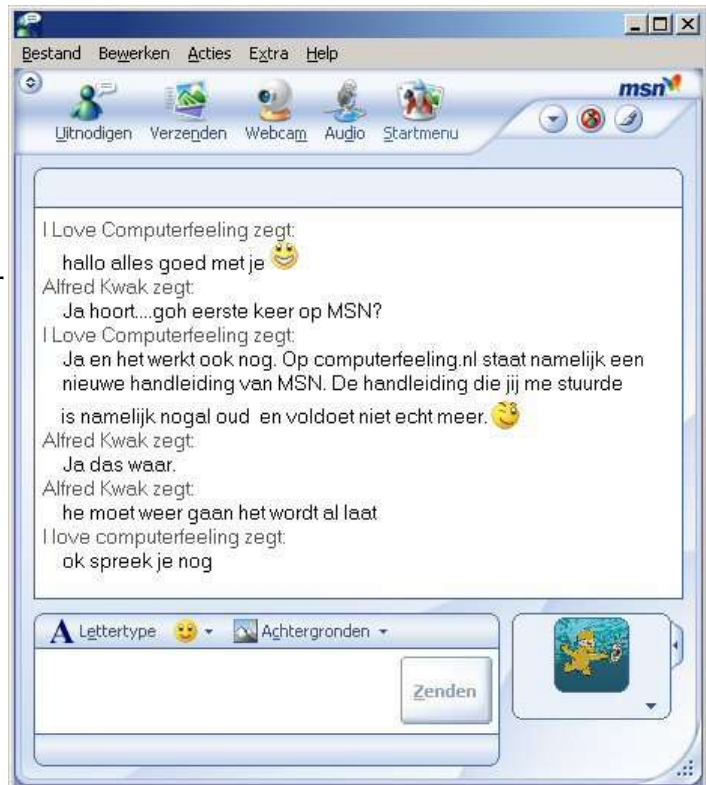 Bestand Bewerken Acties Extra Help
msn
Uitnodigen Verzenden Webcam Audio Startmenu
I Love Computerfeeling zegt:
hallo alles goed met je
Alfred Kwak zegt:
Ja hoort....goh eerste keer op MSN?
I Love Computerfeeling zegt:
Ja en het werkt ook nog. Op computerfeeling.nl staat namelijk een
nieuwe handleiding van MSN. De handleiding die jij me stuurde
is namelijk nogal oud en voldoet niet echt meer.
Alfred Kwak zegt:
Ja das waar.
Alfred Kwak zegt:
he moet weer gaan het wordt al laat
I love computerfeeling zegt:
ok spreek je nog
A Lettertype Achtergronden
Zenden